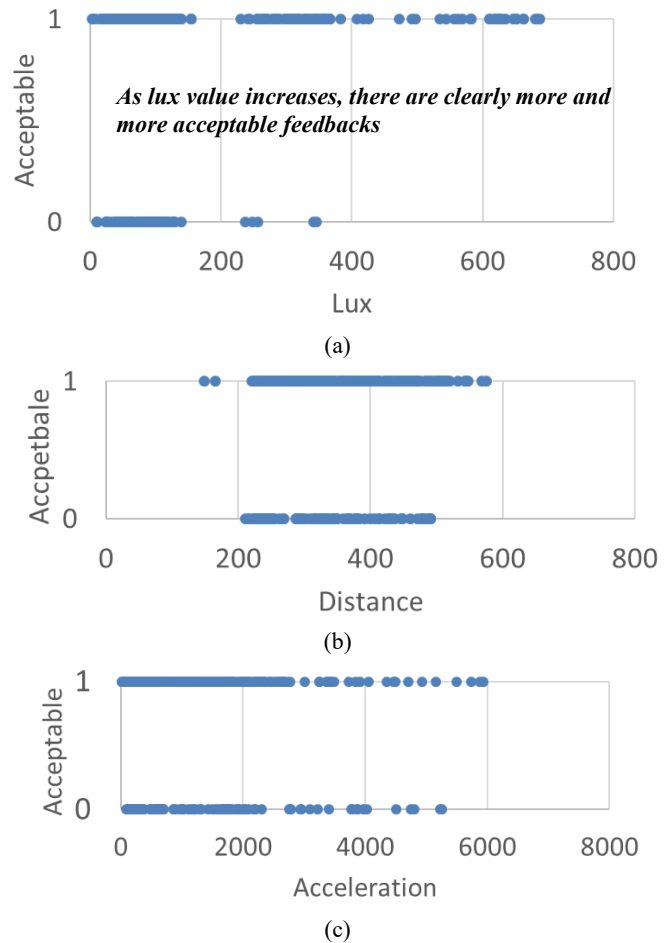 1
Acceptable
As lux value increases, there are clearly more and
more acceptable feedbacks
0
0 200 400 600 800
Lux
(a)
1
Accpetbale
0
0 200 400 600 800
Distance
(b)
1
Acceptable
0
0 2000 4000 6000 8000
Acceleration
(c)